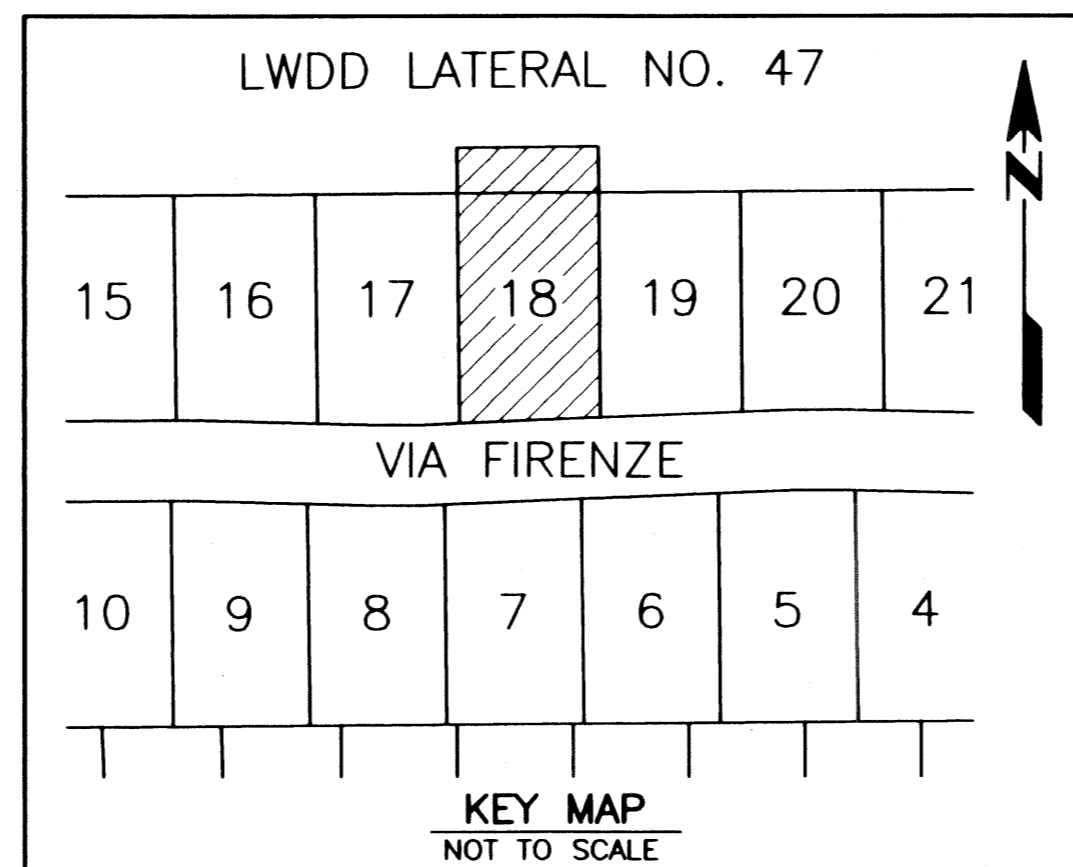 LWDD LATERAL NO. 47
N
15 16 17 18 19 20 21
VIA FIRENZE
10 9 8 7 6 5 4
KEY MAP
NOT TO SCALE